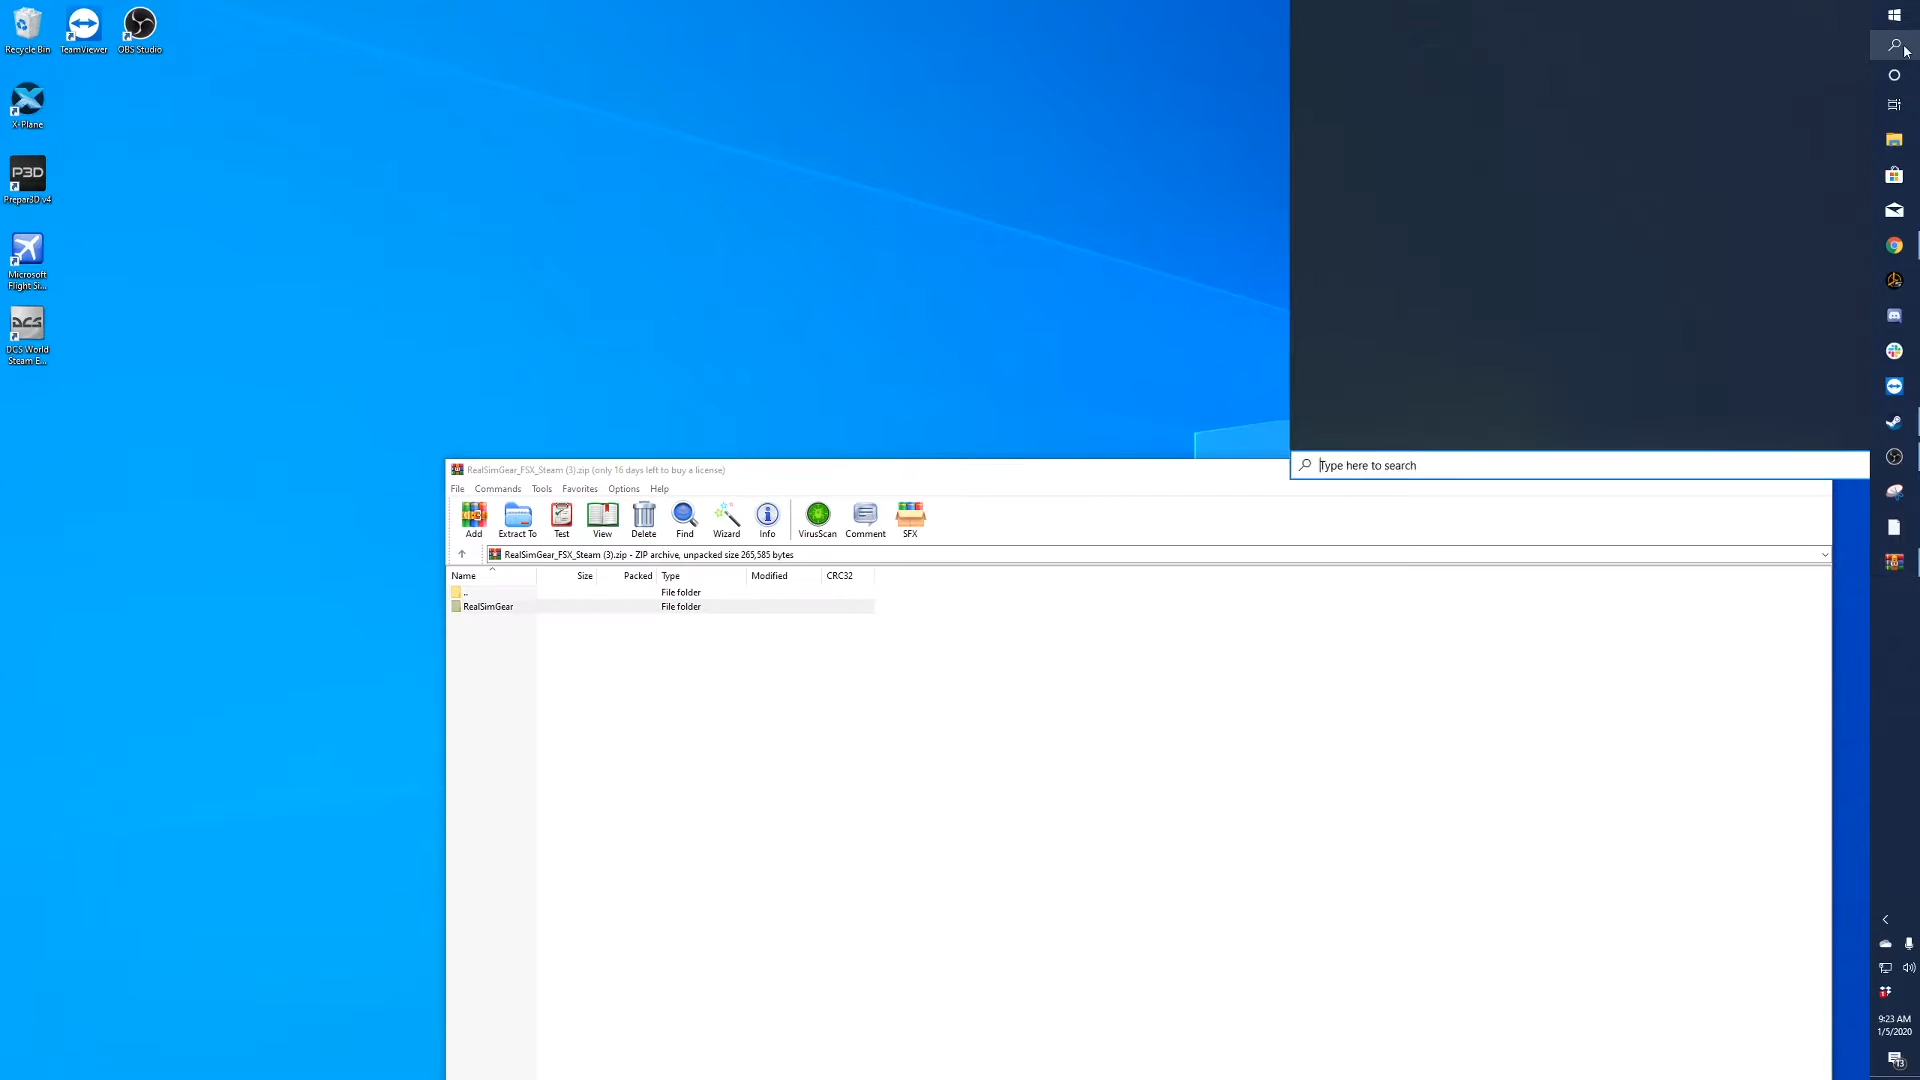 Recycle Bin
TeamViewer
OBS Studio
X-Plane
P3D
Prepar3D v4
Microsoft
Flight Si...
DCS
DCS World
Steam E...
Type here to search
RealSimGear_FSX_Steam (3).zip (only 16 days left to buy a license)
File Commands Tools Favorites Options Help
Add Extract To Test View Delete Find Wizard Info VirusScan Comment SFX
RealSimGear_FSX_Steam (3).zip - ZIP archive, unpacked size 265,585 bytes
Name Size Packed Type Modified CRC32
.. File folder
RealSimGear File folder
9:23 AM
1/5/2020
13